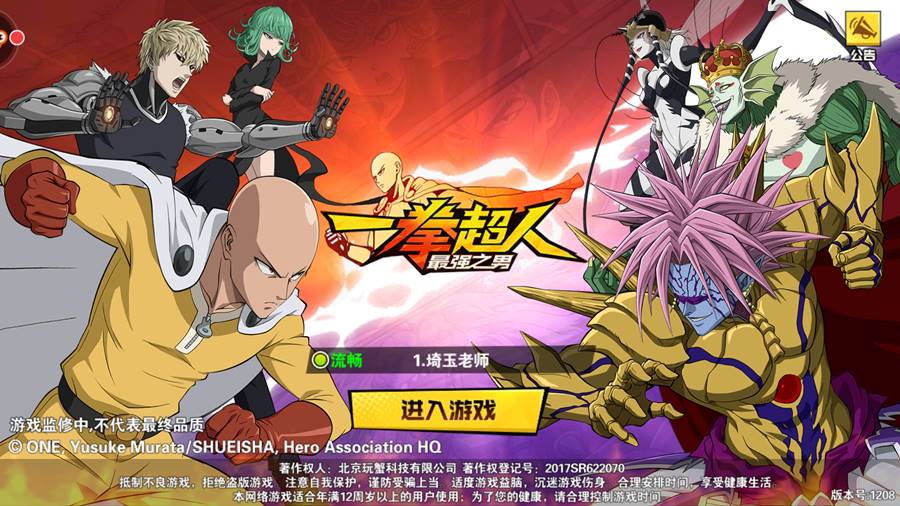 公告
一拳超人
最强之男
流畅 1.埼玉老师
进入游戏
游戏监修中,不代表最终品质
© ONE, Yusuke Murata/SHUEISHA, Hero Association HQ
著作权人：北京玩蟹科技有限公司 著作权登记号：2017SR622070
抵制不良游戏，拒绝盗版游戏 注意自我保护，谨防受骗上当 适度游戏益脑，沉迷游戏伤身 合理安排时间，享受健康生活
本网络游戏适合年满12周岁以上的用户使用；为了您的健康，请合理控制游戏时间
版本号:1208